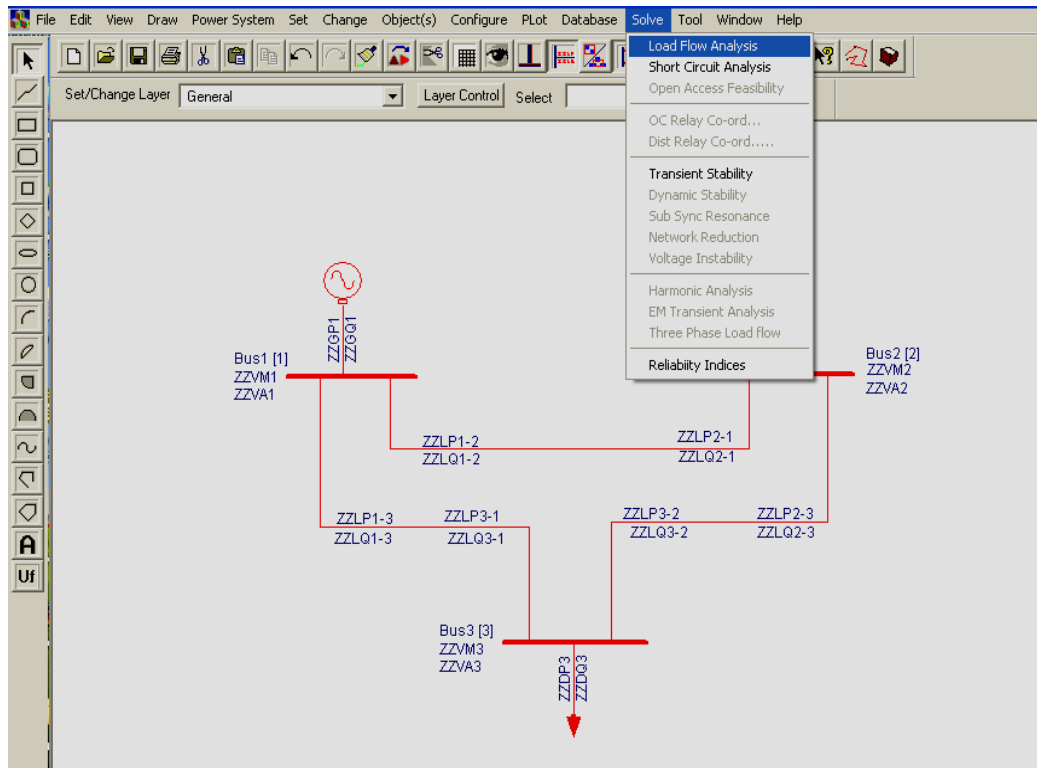 File Edit View Draw Power System Set Change Object(s) Configure PLot Database Solve Tool Window Help
Set/Change Layer General Layer Control Select
Load Flow Analysis
Short Circuit Analysis
Open Access Feasibility
OC Relay Co-ord...
Dist Relay Co-ord.....
Transient Stability
Dynamic Stability
Sub Sync Resonance
Network Reduction
Voltage Instability
Harmonic Analysis
EM Transient Analysis
Three Phase Load flow
Reliabiity Indices
A
Uf
ZZGP1
ZZGQ1
Bus1 [1]
ZZVM1
ZZVA1
Bus2 [2]
ZZVM2
ZZVA2
ZZLP1-2
ZZLQ1-2
ZZLP2-1
ZZLQ2-1
ZZLP1-3
ZZLQ1-3
ZZLP3-1
ZZLQ3-1
ZZLP3-2
ZZLQ3-2
ZZLP2-3
ZZLQ2-3
Bus3 [3]
ZZVM3
ZZVA3
ZZDP3
ZZDQ3